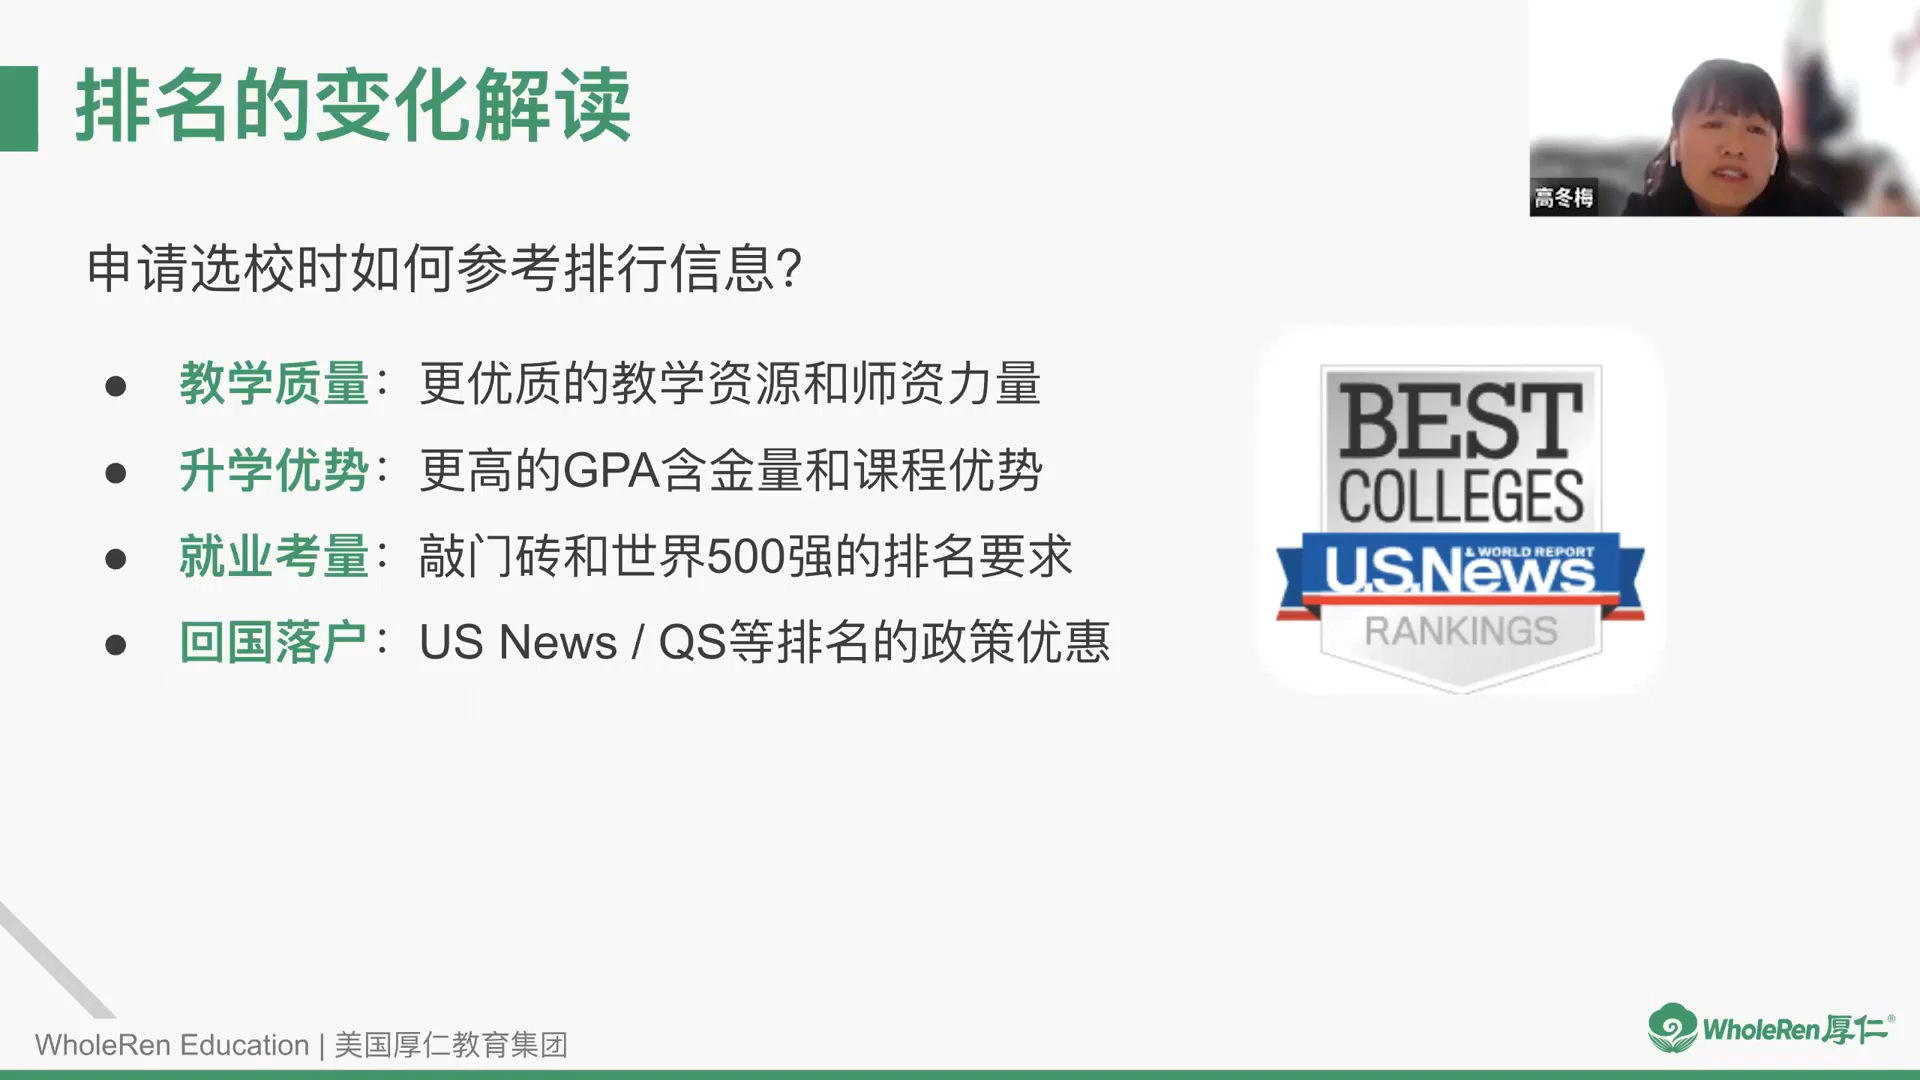 排名的变化解读
高冬梅
申请选校时如何参考排行信息?
● 教学质量：更优质的教学资源和师资力量
● 升学优势：更高的GPA含金量和课程优势
● 就业考量：敲门砖和世界500强的排名要求
● 回国落户：US News / QS等排名的政策优惠
BEST
COLLEGES
& WORLD REPORT
U.S.News
RANKINGS
WholeRen Education | 美国厚仁教育集团
WholeRen厚仁®